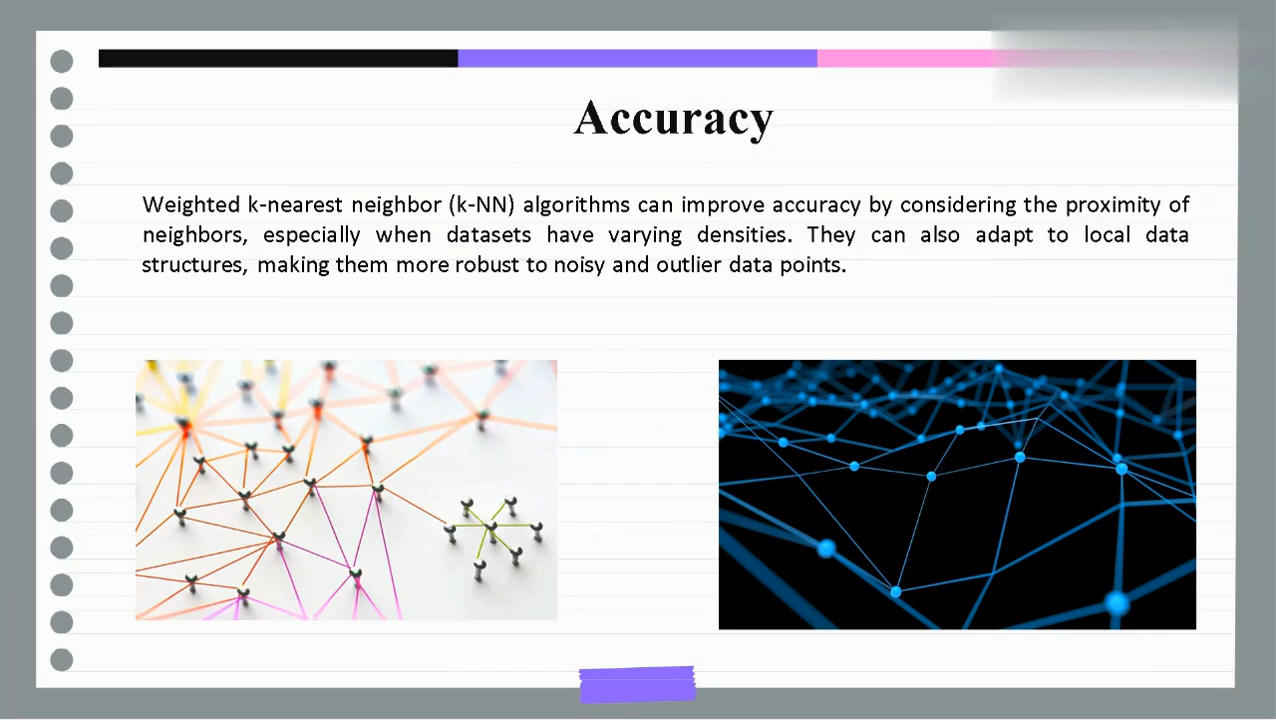 Accuracy
Weighted k-nearest neighbor (k-NN) algorithms can improve accuracy by considering the proximity of
neighbors, especially when datasets have varying densities. They can also adapt to local data
structures, making them more robust to noisy and outlier data points.